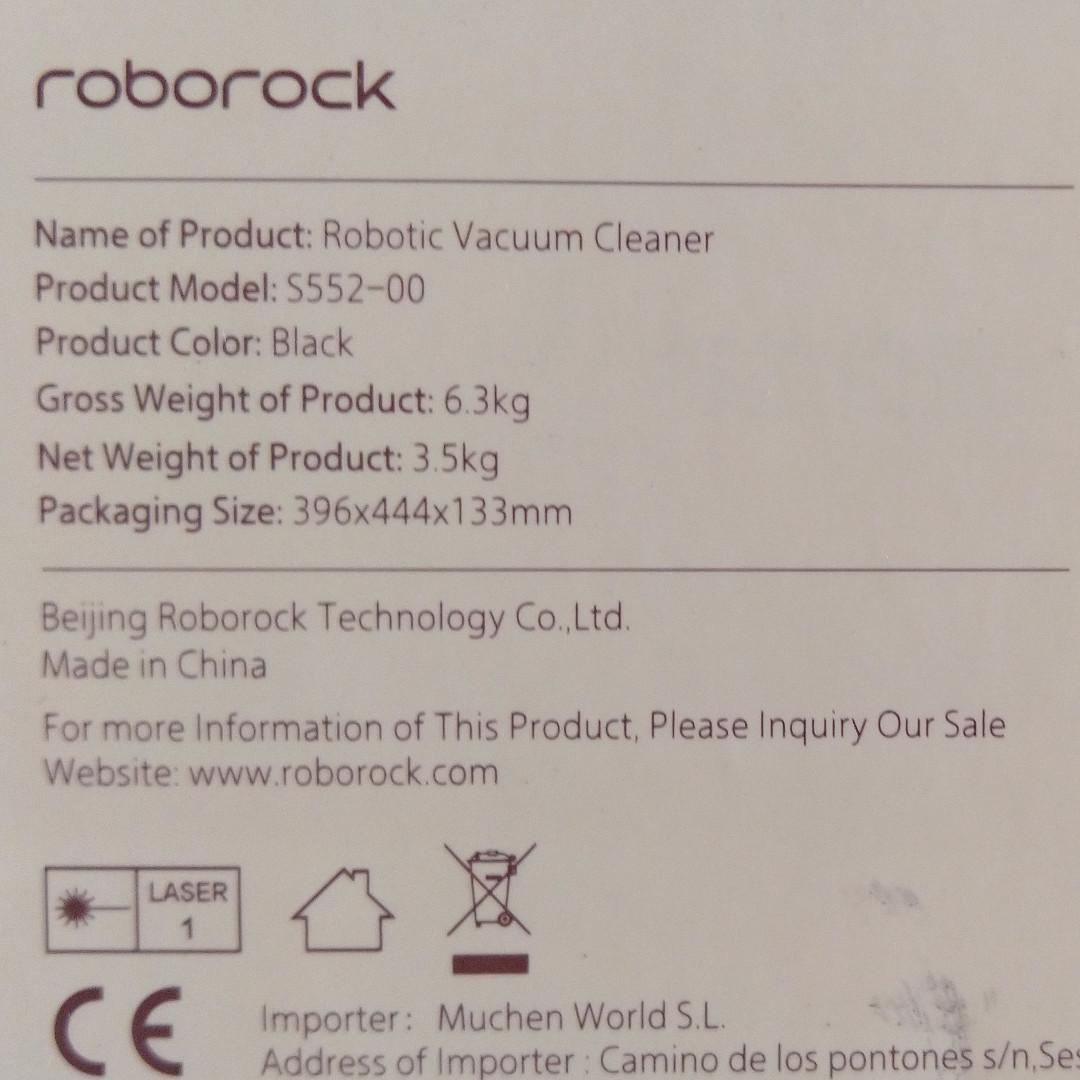 roborock
Name of Product: Robotic Vacuum Cleaner
Product Model: S552-00
Product Color: Black
Gross Weight of Product: 6.3kg
Net Weight of Product: 3.5kg
Packaging Size: 396x444x133mm
Beijing Roborock Technology Co.,Ltd.
Made in China
For more Information of This Product, Please Inquiry Our Sale
Website: www.roborock.com
LASER
1
CE
Importer: Muchen World S.L.
Address of Importer : Camino de los pontones s/n,Ses